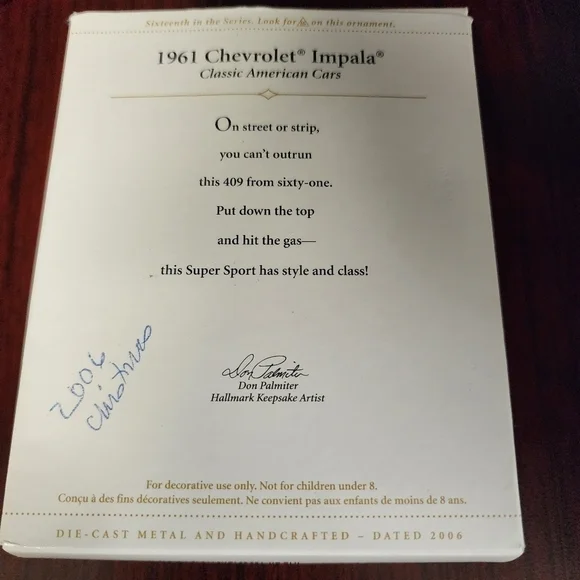 Sixteenth in the Series. Look for on this ornament.
1961 Chevrolet® Impala®
Classic American Cars
On street or strip,
you can't outrun
this 409 from sixty-one.
Put down the top
and hit the gas—
this Super Sport has style and class!
2006
Christmas
Don Palmiter
Don Palmiter
Hallmark Keepsake Artist
For decorative use only. Not for children under 8.
Conçu à des fins décoratives seulement. Ne convient pas aux enfants de moins de 8 ans.
DIE-CAST METAL AND HANDCRAFTED – DATED 2006